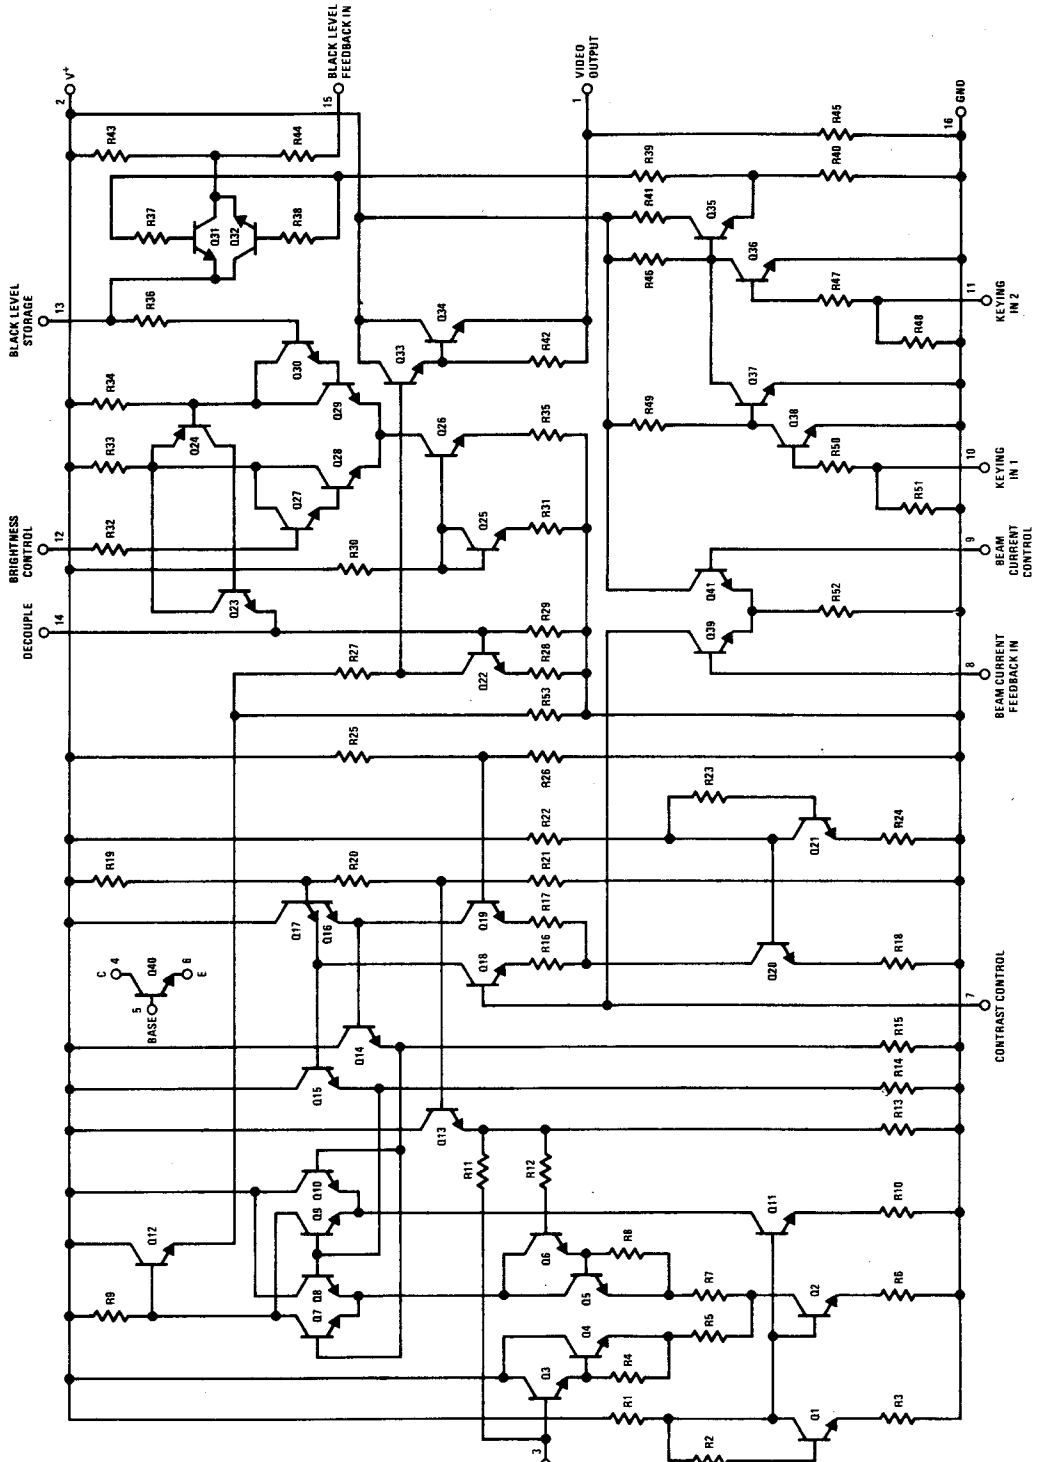 2
V+
BLACK LEVEL
FEEDBACK IN
15
VIDEO
OUTPUT
1
GND
16
R43
R44
R45
R39
R40
R37
Q31
Q32
R38
R41
Q35
BLACK LEVEL
STORAGE
13
R36
R46
Q36
R47
11
KEYING
IN 2
R48
Q34
Q33
R42
Q30
R34
Q29
Q37
R49
Q38
R33
Q24
Q26
R35
Q28
R50
10
KEYING
IN 1
R51
Q27
BRIGHTNESS
CONTROL
12
R32
R30
Q25
R31
9
BEAM
CURRENT
CONTROL
Q41
R52
DECOUPLE
14
Q23
R29
Q39
R27
Q22
R28
8
BEAM CURRENT
FEEDBACK IN
R53
R25
R26
R23
R22
Q21
R24
R19
R20
R21
Q17
Q16
Q19
R17
C
4
Q40
6
E
5
BASE
Q18
R16
Q20
R18
7
CONTRAST CONTROL
Q14
R15
Q15
R14
Q13
R13
R11
R12
Q10
Q9
Q11
R10
Q12
Q6
R8
R9
Q8
Q7
Q5
R7
Q2
R6
Q4
R5
Q3
R4
R1
Q1
R3
R2
3